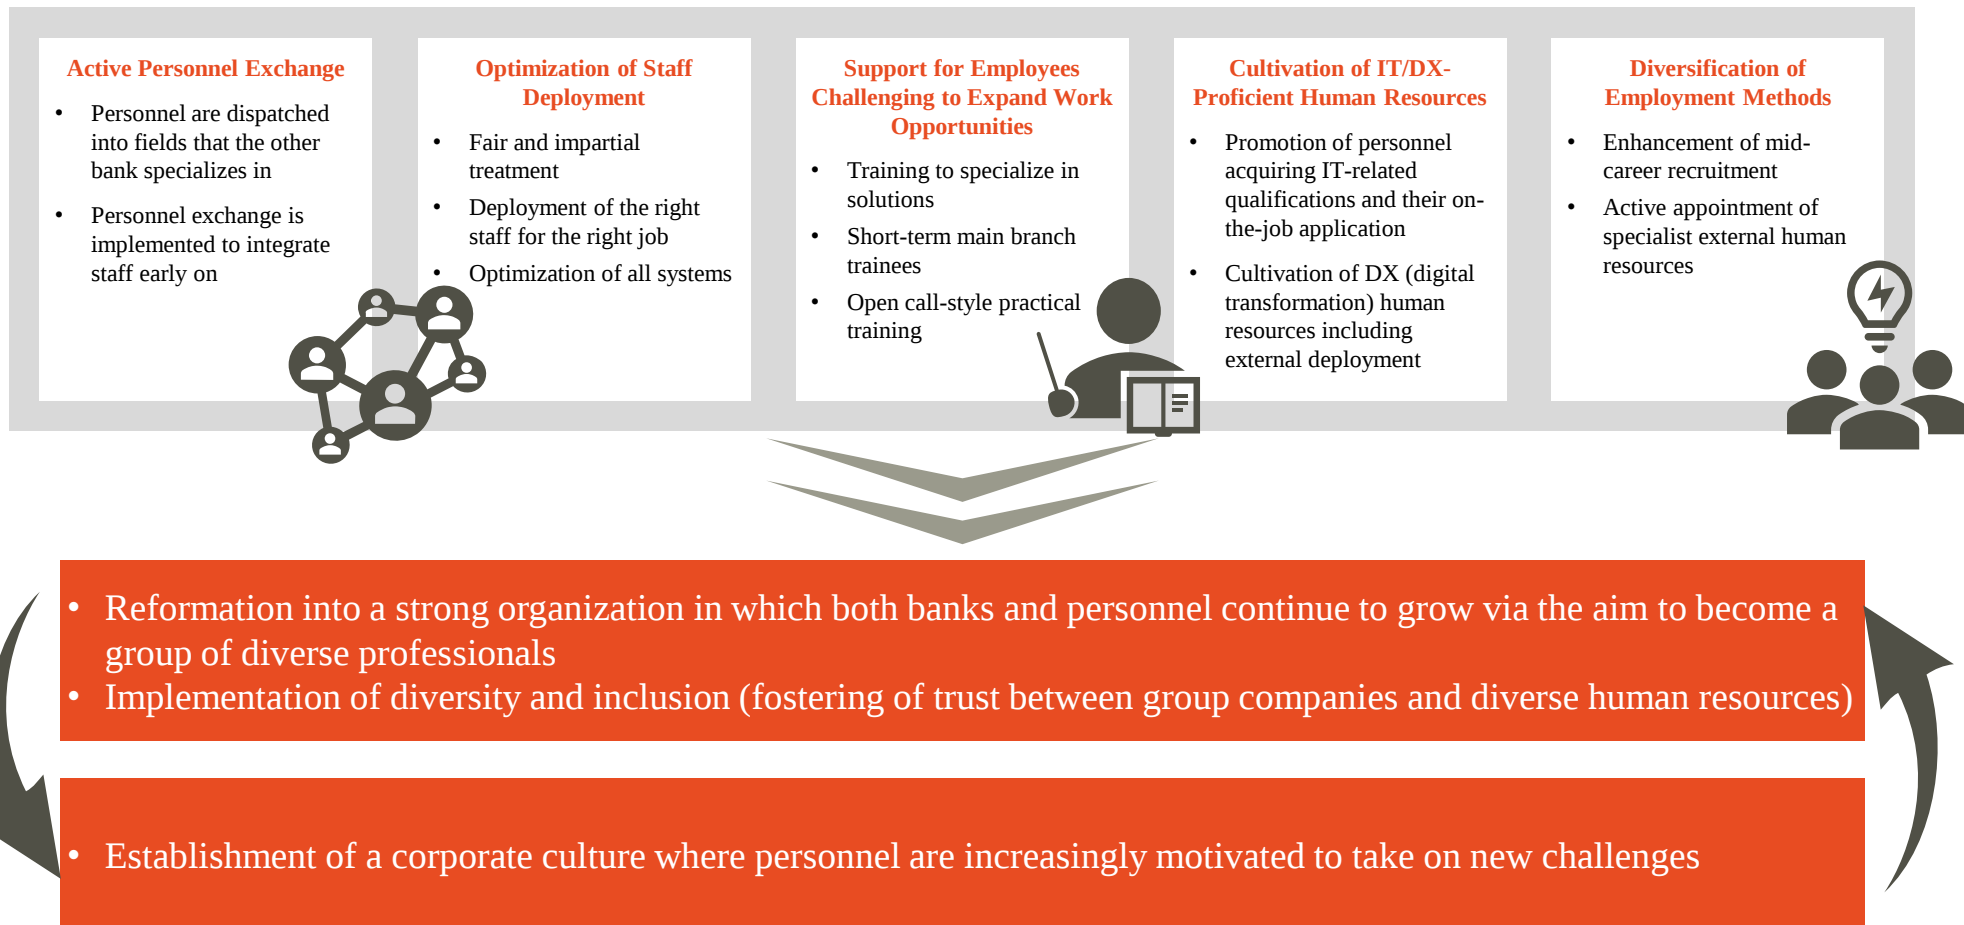 Active Personnel Exchange
• Personnel are dispatched
into fields that the other
bank specializes in
• Personnel exchange is
implemented to integrate
staff early on
Optimization of Staff
Deployment
• Fair and impartial
treatment
• Deployment of the right
staff for the right job
• Optimization of all systems
Support for Employees
Challenging to Expand Work
Opportunities
• Training to specialize in
solutions
• Short-term main branch
trainees
• Open call-style practical
training
Cultivation of IT/DX-
Proficient Human Resources
• Promotion of personnel
acquiring IT-related
qualifications and their on-
the-job application
• Cultivation of DX (digital
transformation) human
resources including
external deployment
Diversification of
Employment Methods
• Enhancement of mid-
career recruitment
• Active appointment of
specialist external human
resources
• Reformation into a strong organization in which both banks and personnel continue to grow via the aim to become a
group of diverse professionals
• Implementation of diversity and inclusion (fostering of trust between group companies and diverse human resources)
• Establishment of a corporate culture where personnel are increasingly motivated to take on new challenges